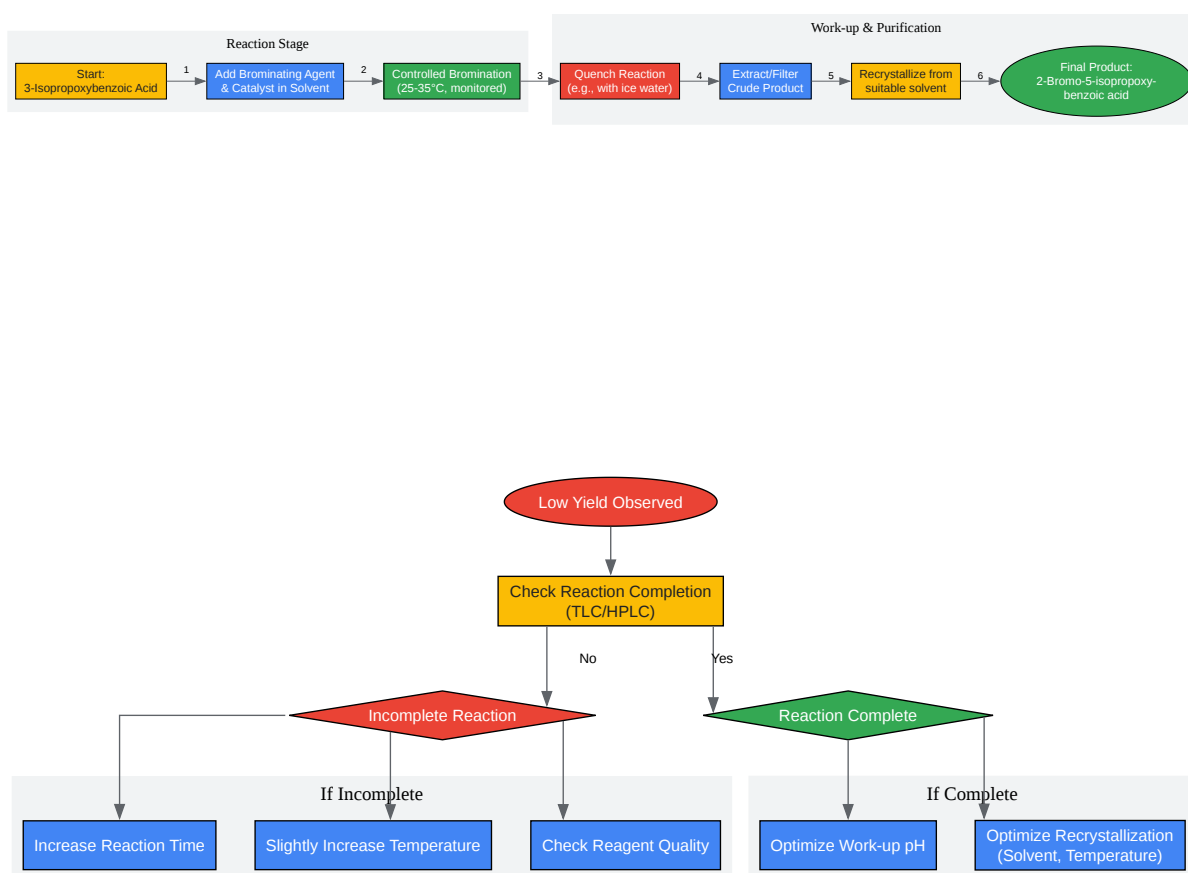 Reaction Stage
Work-up & Purification
Start:
3-Isopropoxybenzoic Acid
1
Add Brominating Agent
& Catalyst in Solvent
2
Controlled Bromination
(25-35°C, monitored)
3
Quench Reaction
(e.g., with ice water)
4
Extract/Filter
Crude Product
5
Recrystallize from
suitable solvent
6
Final Product:
2-Bromo-5-isopropoxy-
benzoic acid
Low Yield Observed
Check Reaction Completion
(TLC/HPLC)
No
Yes
Incomplete Reaction
Reaction Complete
If Incomplete
If Complete
Increase Reaction Time
Slightly Increase Temperature
Check Reagent Quality
Optimize Work-up pH
Optimize Recrystallization
(Solvent, Temperature)